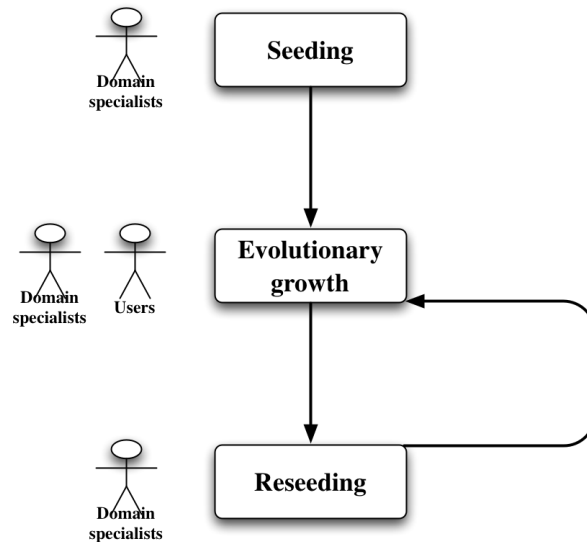 Seeding
Domain
specialists
Evolutionary
growth
Domain
specialists
Users
Reseeding
Domain
specialists